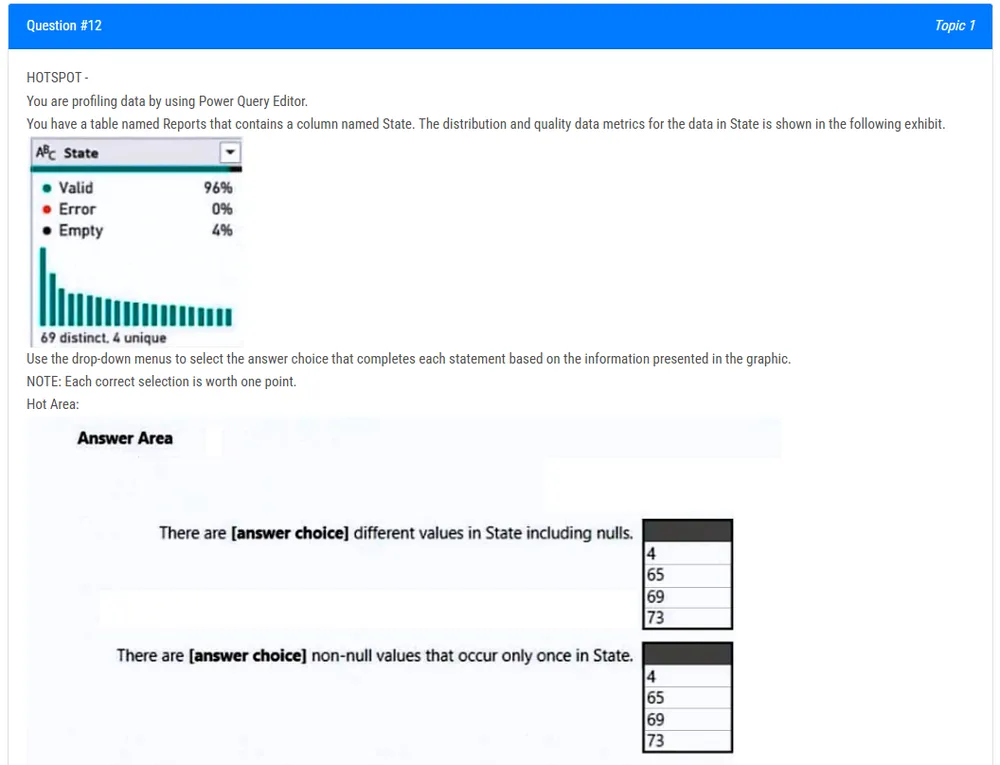 Question #12
Topic 1
HOTSPOT -
You are profiling data by using Power Query Editor.
You have a table named Reports that contains a column named State. The distribution and quality data metrics for the data in State is shown in the following exhibit.
ABC State
Valid 96%
Error 0%
Empty 4%
69 distinct, 4 unique
Use the drop-down menus to select the answer choice that completes each statement based on the information presented in the graphic.
NOTE: Each correct selection is worth one point.
Hot Area:
Answer Area
There are [answer choice] different values in State including nulls.
4
65
69
73
There are [answer choice] non-null values that occur only once in State.
4
65
69
73